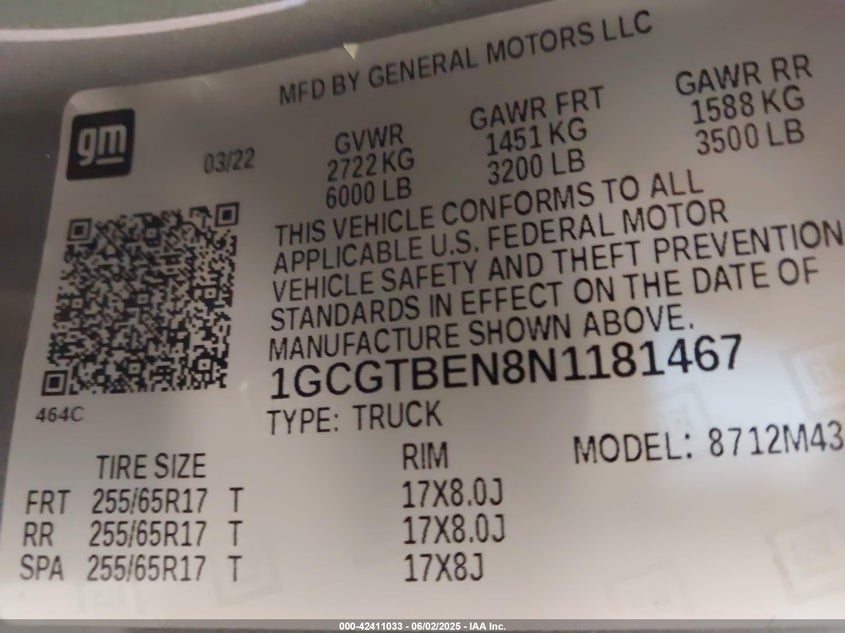 MFD BY GENERAL MOTORS LLC
gm
03/22
GVWR
2722 KG
6000 LB
GAWR FRT
1451 KG
3200 LB
GAWR RR
1588 KG
3500 LB
THIS VEHICLE CONFORMS TO ALL
APPLICABLE U.S. FEDERAL MOTOR
VEHICLE SAFETY AND THEFT PREVENTION
STANDARDS IN EFFECT ON THE DATE OF
MANUFACTURE SHOWN ABOVE.
1GCGTBEN8N1181467
464C
TYPE: TRUCK
MODEL: 8712M43
TIRE SIZE RIM
FRT 255/65R17 T 17X8.0J
RR 255/65R17 T 17X8.0J
SPA 255/65R17 T 17X8J
000-42411033 - 06/02/2025 - IAA Inc.